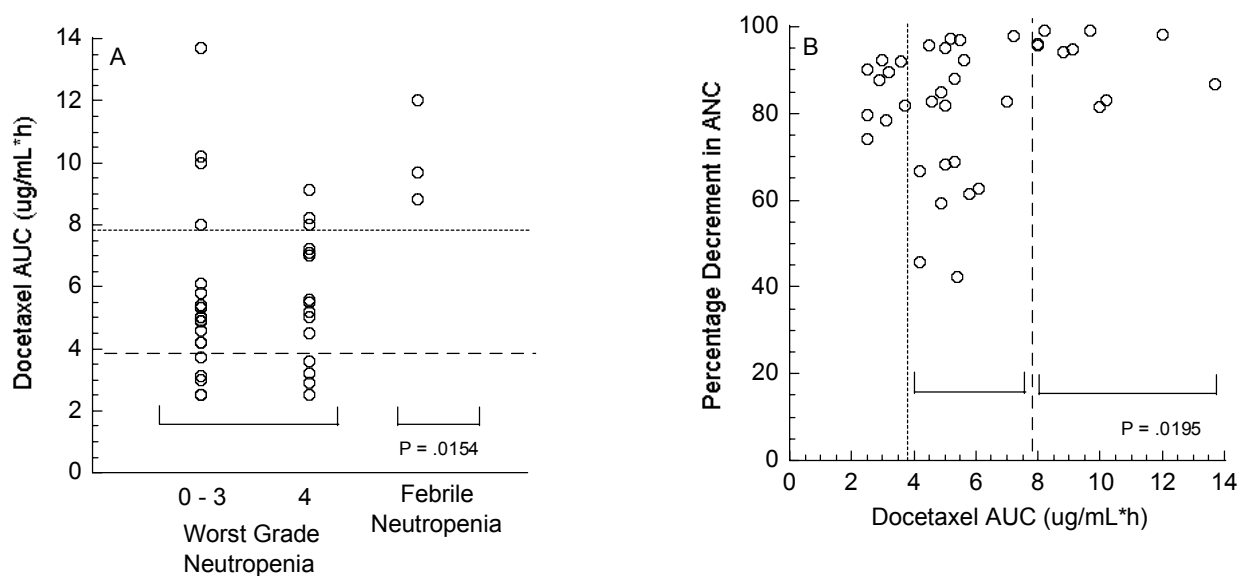 A
Docetaxel AUC (ug/mL*h)
14
12
10
8
6
4
2
0
P = .0154
0 - 3
4
Febrile
Neutropenia
Worst Grade
Neutropenia
B
Percentage Decrement in ANC
100
80
60
40
20
0
P = .0195
0
2
4
6
8
10
12
14
Docetaxel AUC (ug/mL*h)